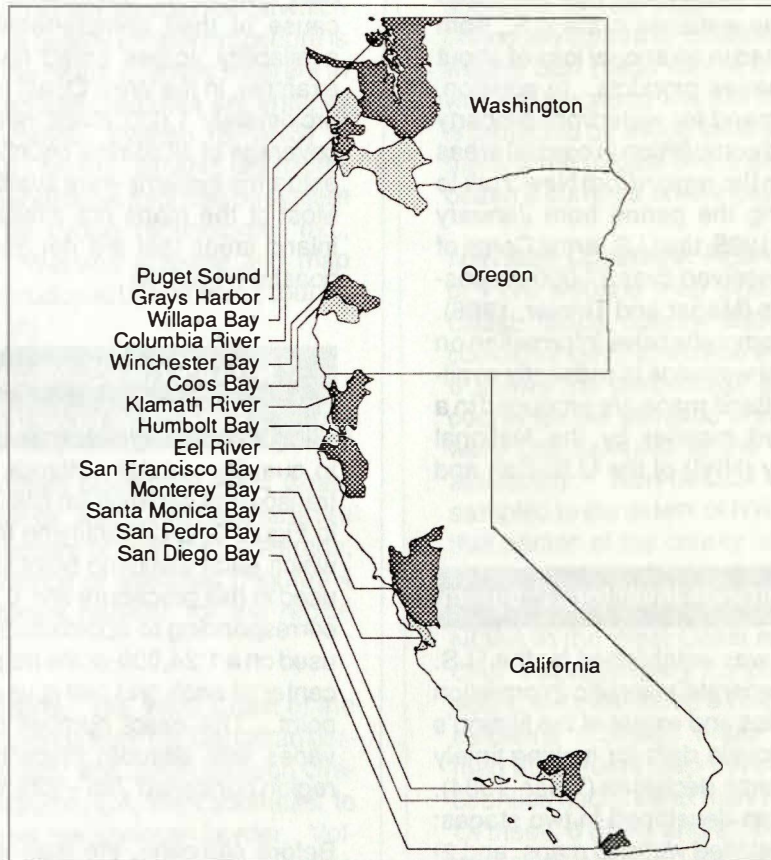 Washington
Oregon
Puget Sound
Grays Harbor
Willapa Bay
Columbia River
Winchester Bay
Coos Bay
Klamath River
Humbolt Bay
Eel River
San Francisco Bay
Monterey Bay
Santa Monica Bay
San Pedro Bay
San Diego Bay
California